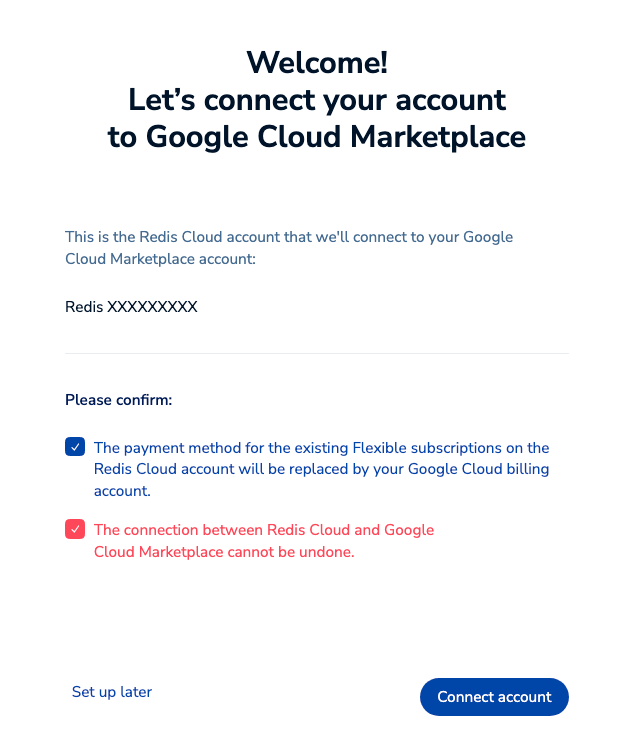 Welcome!
Let’s connect your account
to Google Cloud Marketplace
This is the Redis Cloud account that we'll connect to your Google
Cloud Marketplace account:
Redis XXXXXXXXX
Please confirm:
The payment method for the existing Flexible subscriptions on the
Redis Cloud account will be replaced by your Google Cloud billing
account.
The connection between Redis Cloud and Google
Cloud Marketplace cannot be undone.
Set up later
Connect account